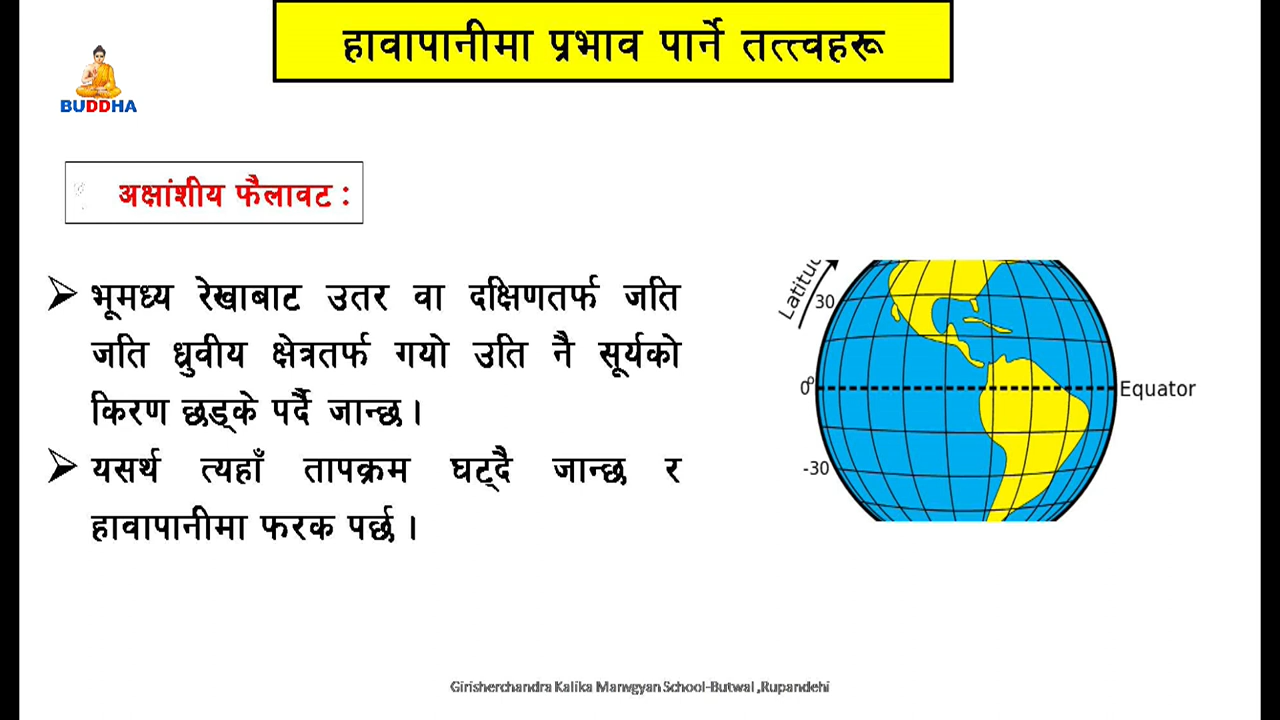 हावापानीमा प्रभाव पार्ने तत्त्वहरू
BUDDHA
अक्षांशीय फैलावट :
भूमध्य रेखाबाट उतर वा दक्षिणतर्फ जति
जति ध्रुवीय क्षेत्रतर्फ गयो उति नै सूर्यको
किरण छड्के पर्दै जान्छ ।
यसर्थ त्यहाँ तापक्रम घट्दै जान्छ र
हावापानीमा फरक पर्छ ।
30
0°
Equator
-30
Girisherchandra Kalika Manwgyan School-Butwal ,Rupandehi